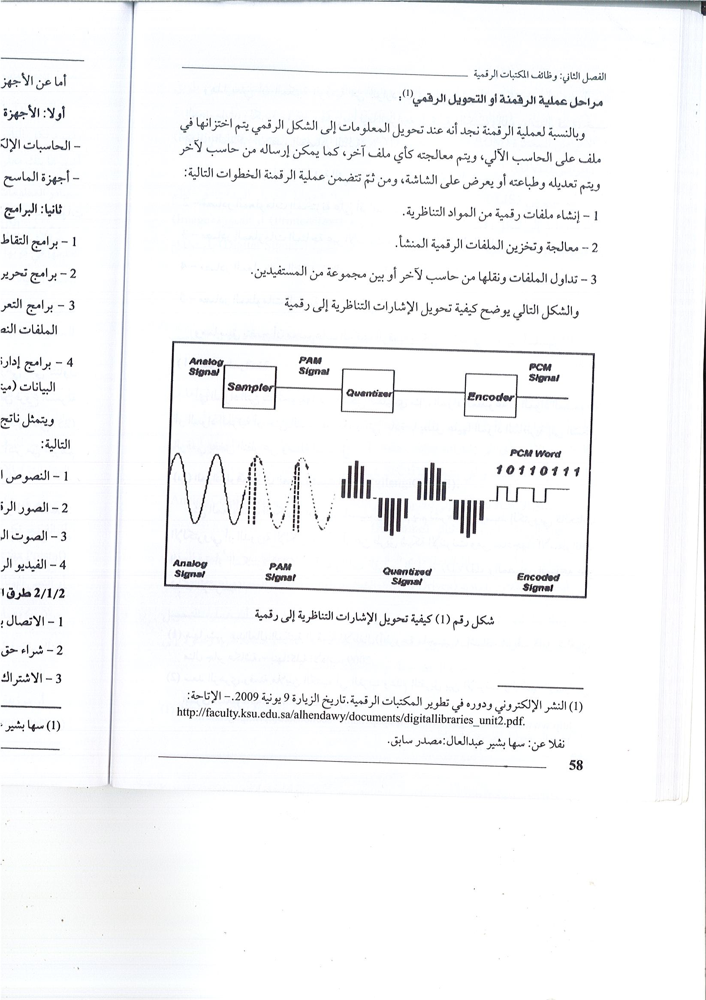 الفصل الثاني: وظائف المكتبات الرقمية
مراحل عملية الرقمنة أو التحويل الرقمي(1):
وبالنسبة لعملية الرقمنة نجد أنه عند تحويل المعلومات إلى الشكل الرقمي يتم اختزانها في
ملف على الحاسب الآلي، ويتم معالجته كأي ملف آخر، كما يمكن إرساله من حاسب لآخر
ويتم تعديله وطباعته أو يعرض على الشاشة، ومن ثمّ تتضمن عملية الرقمنة الخطوات التالية:
1 – إنشاء ملفات رقمية من المواد التناظرية.
2 – معالجة وتخزين الملفات الرقمية المنشأ.
3 – تداول الملفات ونقلها من حاسب لآخر أو بين مجموعة من المستفيدين.
والشكل التالي يوضح كيفية تحويل الإشارات التناظرية إلى رقمية
Analog
Signal
Sampler
PAM
Signal
Quantizer
Encoder
PCM
Signal
PCM Word
1 0 1 1 0 1 1 1
Analog
Signal
PAM
Signal
Quantized
Signal
Encoded
Signal
شكل رقم (1) كيفية تحويل الإشارات التناظرية إلى رقمية
(1) النشر الإلكتروني ودوره في تطوير المكتبات الرقمية.تاريخ الزيارة 9 يونية 2009.– الإتاحة:
http://faculty.ksu.edu.sa/alhendawy/documents/digitallibraries_unit2.pdf.
نفلا عن: سها بشير عبدالعال:مصدر سابق.
58
أما عن الأجهز
أولا: الأجهزة
– الحاسبات
– أجهزة الماسح
ثانيا: البرامج
1 – برامج التقاط
2 – برامج تحرير
3 – برامج
الملفات
4 – برامج
البيانات
ويتمثل ناتج
التالية:
1 – النصوص
2 – الصور
3 – الصوت
4 – الفيديو
2/1/2 طرق
1 – الاتصال
2 – شراء حق
3 – الاشتراك
(1) سها بشير